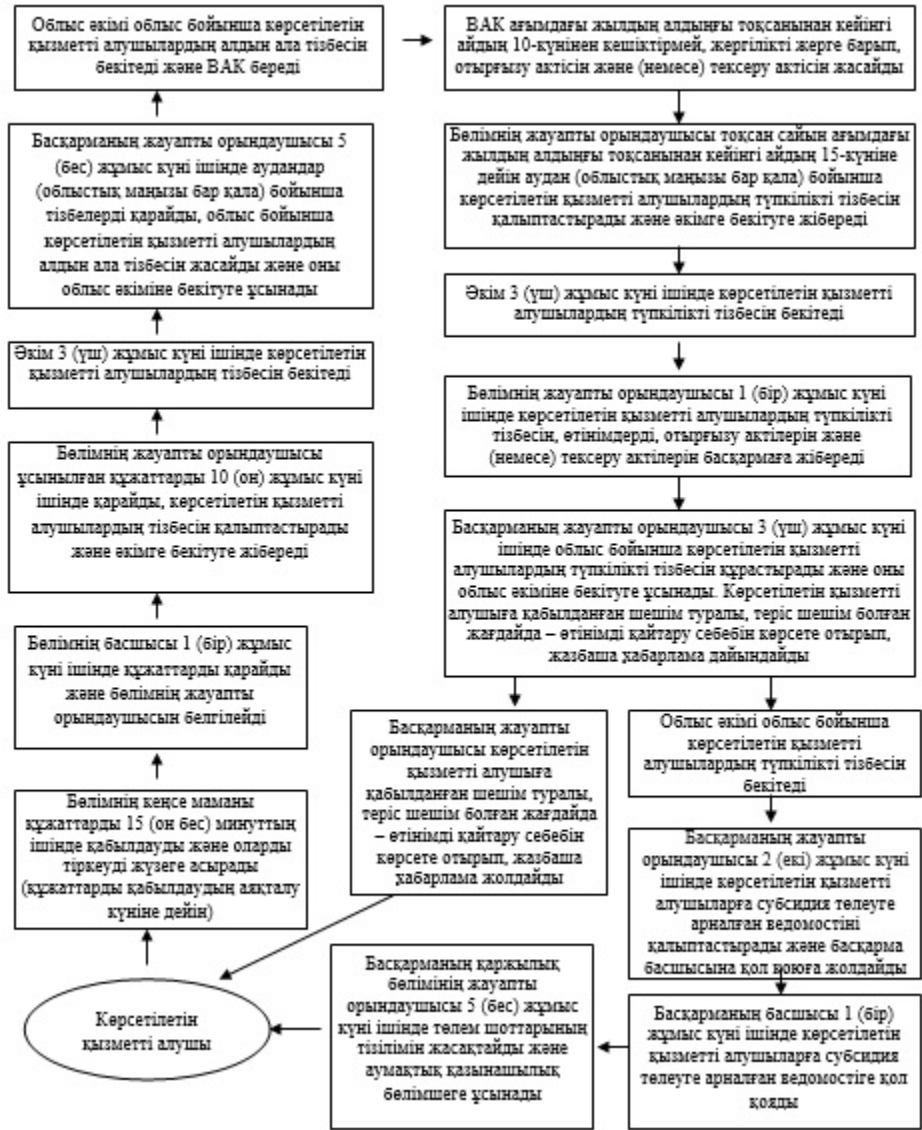 Облыс әкімі облыс бойынша көрсетілетін
қызметті алушылардың алдын ала тізбесін
бекітеді және ВАК береді
ВАК ағымдағы жылдың алдыңғы тоқсанынан кейінгі
айдың 10-күнінен кешіктірмей, жергілікті жерге барып,
отырғызу актісін және (немесе) тексеру актісін жасайды
Басқарманың жауапты орындаушысы 5
(бес) жұмыс күні ішінде аудандар
(облыстық маңызы бар қала) бойынша
тізбелерді қарайды, облыс бойынша
көрсетілетін қызметті алушылардың
алдын ала тізбесін жасайды және оны
облыс әкіміне бекітуге ұсынады
Бөлімнің жауапты орындаушысы тоқсан сайын ағымдағы
жылдың алдыңғы тоқсанынан кейінгі айдың 15-күніне
дейін аудан (облыстық маңызы бар қала) бойынша
көрсетілетін қызметті алушылардың түпкілікті тізбесін
қалыптастырады және әкімге бекітуге жібереді
Әкім 3 (үш) жұмыс күні ішінде көрсетілетін қызметті
алушылардың түпкілікті тізбесін бекітеді
Әкім 3 (үш) жұмыс күні ішінде көрсетілетін
қызметті алушылардың тізбесін бекітеді
Бөлімнің жауапты орындаушысы 1 (бір) жұмыс күні
ішінде көрсетілетін қызметті алушылардың түпкілікті
тізбесін, өтінімдерді, отырғызу актілерін және
(немесе) тексеру актілерін басқармаға жібереді
Бөлімнің жауапты орындаушысы
ұсынылған құжаттарды 10 (он) жұмыс күні
ішінде қарайды, көрсетілетін қызметті
алушылардың тізбесін қалыптастырады
және әкімге бекітуге жібереді
Басқарманың жауапты орындаушысы 3 (үш) жұмыс күні
ішінде облыс бойынша көрсетілетін қызметті
алушылардың түпкілікті тізбесін құрастырады және оны
облыс әкіміне бекітуге ұсынады. Көрсетілетін қызметті
алушыға қабылданған шешім туралы, теріс шешім болған
жағдайда – өтінімді қайтару себебін көрсете отырып,
жазбаша хабарлама дайындайды
Бөлімнің басшысы 1 (бір) жұмыс
күні ішінде құжаттарды қарайды
және бөлімнің жауапты
орындаушысын белгілейді
Басқарманың жауапты
орындаушысы көрсетілетін
қызметті алушыға
қабылданған шешім туралы,
теріс шешім болған жағдайда
– өтінімді қайтару себебін
көрсете отырып, жазбаша
хабарлама жолдайды
Облыс әкімі облыс бойынша
көрсетілетін қызметті
алушылардың түпкілікті тізбесін
бекітеді
Бөлімнің кеңсе маманы
құжаттарды 15 (он бес) минуттың
ішінде қабылдауды және оларды
тіркеуді жүзеге асырады
(құжаттарды қабылдаудың аяқталу
күніне дейін)
Басқарманың жауапты
орындаушысы 2 (екі) жұмыс күні
ішінде көрсетілетін қызметті
алушыларға субсидия төлеуге
арналған ведомостіні
қалыптастырады және басқарма
басшысына қол қоюға жолдайды
Көрсетілетін
қызметті алушы
Басқарманың қаржылық
бөлімінің жауапты
орындаушысы 5 (бес) жұмыс
күні ішінде төлем шоттарының
тізілімін жасақтайды және
аумақтық қазынашылық
бөлімшеге ұсынады
Басқарманың басшысы 1 (бір)
жұмыс күні ішінде көрсетілетін
қызметті алушыларға субсидия
төлеуге арналған ведомостіге қол
қояды